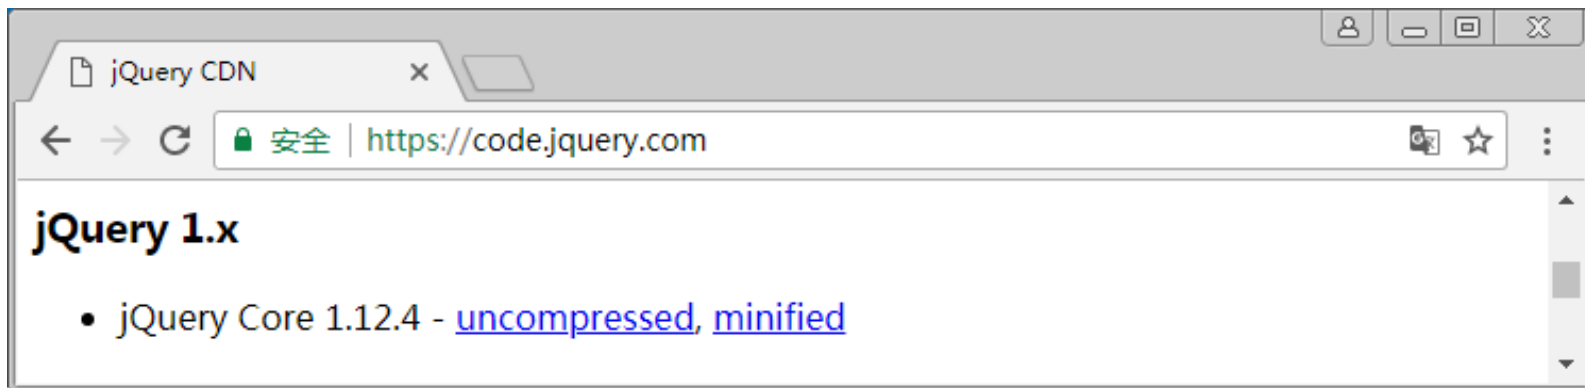 jQuery CDN
安全 https://code.jquery.com
jQuery 1.x
• jQuery Core 1.12.4 - uncompressed, minified